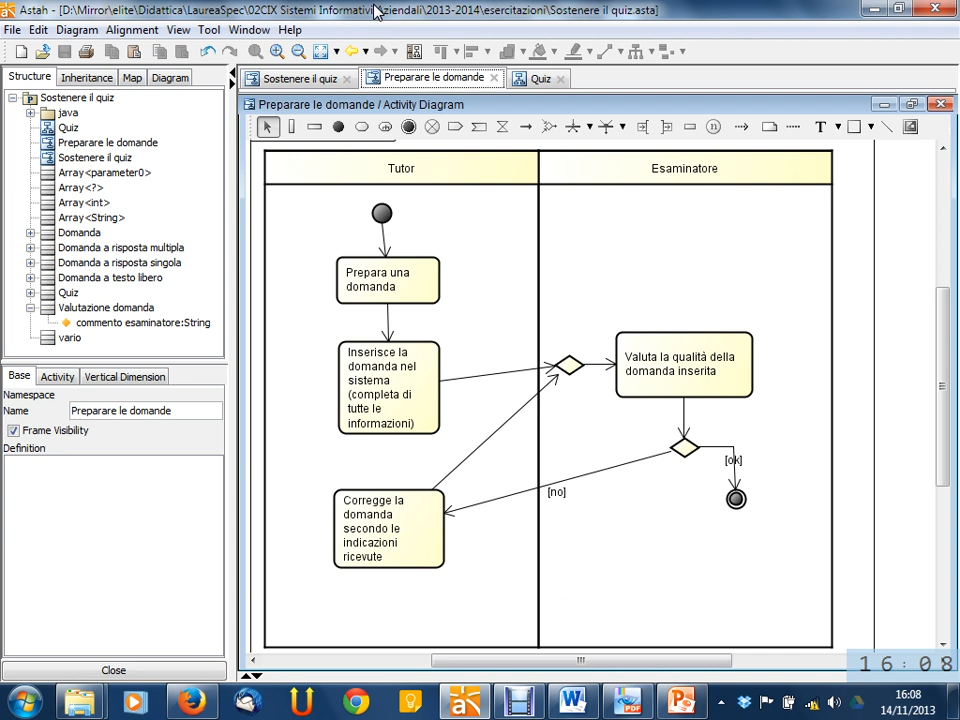 Astah - [D:\Mirror\elite\Didattica\LaureaSpec\02CIX Sistemi Informativi Aziendali\2013-2014\esercitazioni\Sostenere il quiz.asta]
File Edit Diagram Alignment View Tool Window Help
Structure Inheritance Map Diagram
Sostenere il quiz
java
Quiz
Preparare le domande
Sostenere il quiz
Array<parameter0>
Array<?>
Array<int>
Array<String>
Domanda
Domanda a risposta multipla
Domanda a risposta singola
Domanda a testo libero
Quiz
Valutazione domanda
commento esaminatore:String
vario
Base Activity Vertical Dimension
Namespace
Name Preparare le domande
Frame Visibility
Definition
Close
Sostenere il quiz Preparare le domande Quiz
Preparare le domande / Activity Diagram
Tutor Esaminatore
Prepara una
domanda
Inserisce la
domanda nel
sistema
(completa di
tutte le
informazioni)
Valuta la qualità della
domanda inserita
[ok]
[no]
Corregge la
domanda
secondo le
indicazioni
ricevute
16:08
16:08
14/11/2013